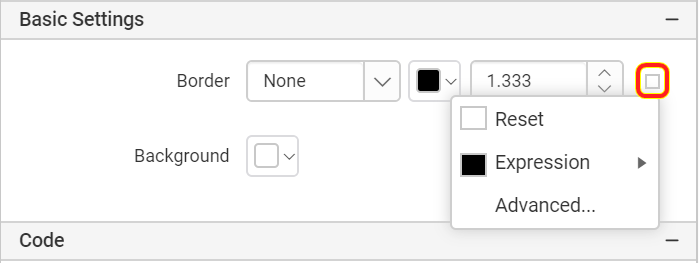 Basic Settings
Border None 1.333
Reset
Background
Expression
Advanced...
Code